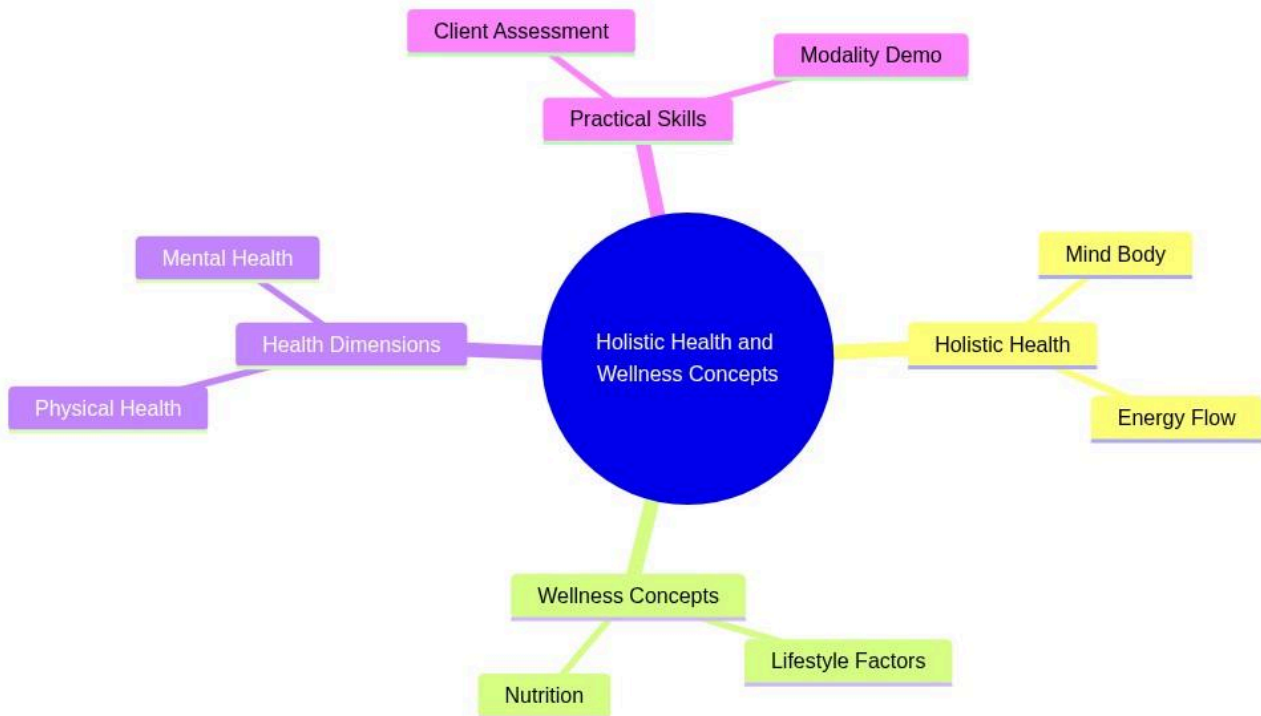 Client Assessment
Modality Demo
Practical Skills
Mental Health
Mind Body
Health Dimensions
Holistic Health and
Wellness Concepts
Holistic Health
Physical Health
Energy Flow
Wellness Concepts
Lifestyle Factors
Nutrition